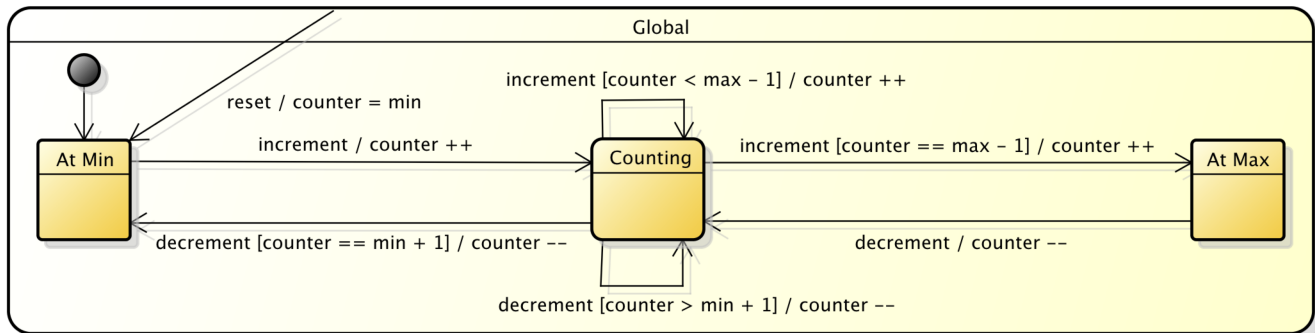 Global
increment [counter < max – 1] / counter ++
reset / counter = min
increment / counter ++
increment [counter == max – 1] / counter ++
At Min
Counting
At Max
decrement [counter == min + 1] / counter --
decrement / counter --
decrement [counter > min + 1] / counter --